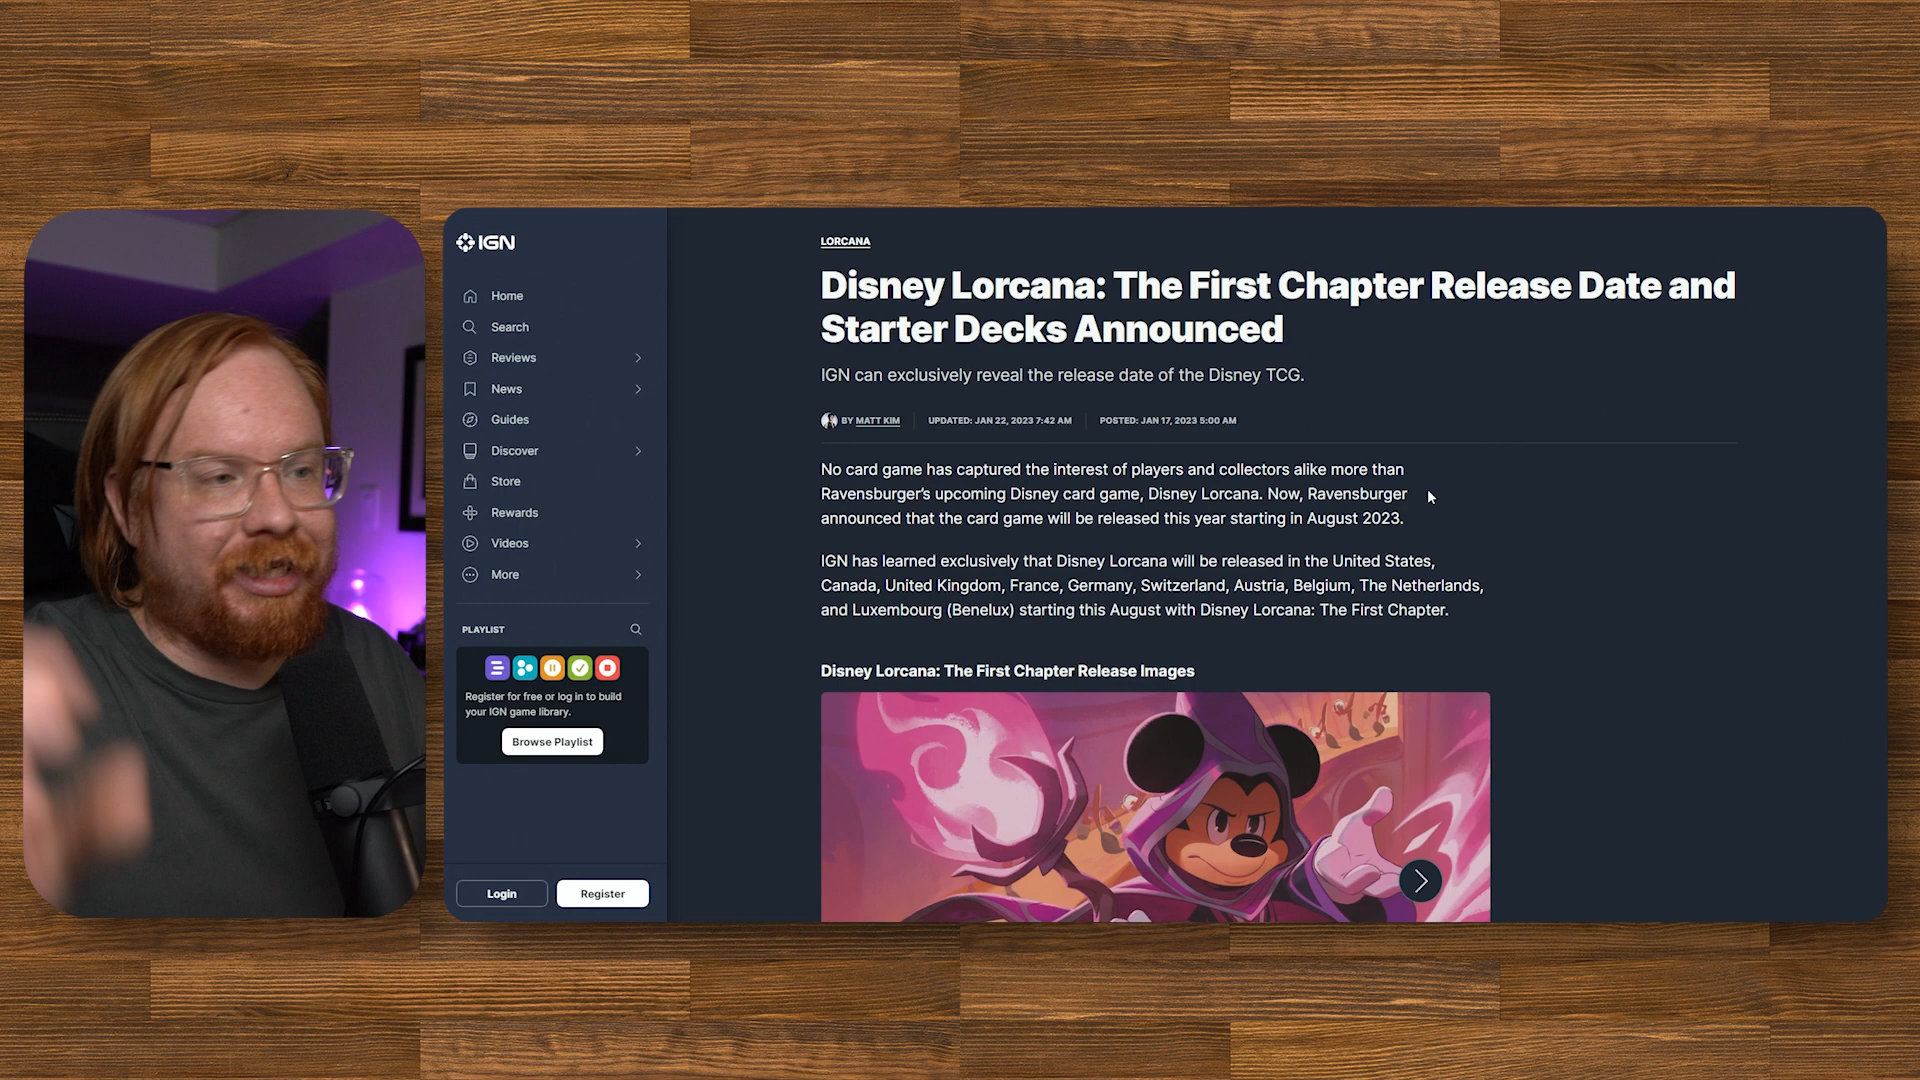 IGN
Home
Search
Reviews
News
Guides
Discover
Store
Rewards
Videos
More
PLAYLIST
Register for free or log in to build
your IGN game library.
Browse Playlist
Login
Register
LORCANA
Disney Lorcana: The First Chapter Release Date and
Starter Decks Announced
IGN can exclusively reveal the release date of the Disney TCG.
BY MATT KIM
UPDATED: JAN 22, 2023 7:42 AM
POSTED: JAN 17, 2023 5:00 AM
No card game has captured the interest of players and collectors alike more than
Ravensburger’s upcoming Disney card game, Disney Lorcana. Now, Ravensburger
announced that the card game will be released this year starting in August 2023.
IGN has learned exclusively that Disney Lorcana will be released in the United States,
Canada, United Kingdom, France, Germany, Switzerland, Austria, Belgium, The Netherlands,
and Luxembourg (Benelux) starting this August with Disney Lorcana: The First Chapter.
Disney Lorcana: The First Chapter Release Images